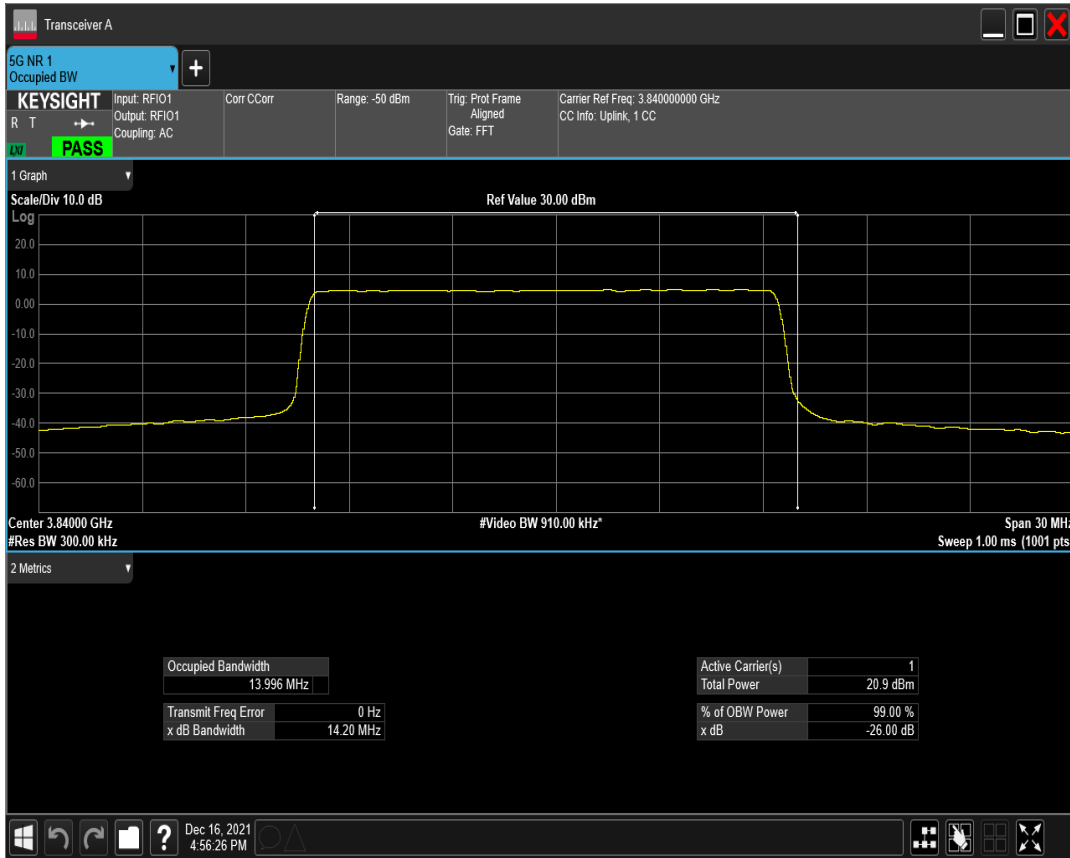 Transceiver A
5G NR 1
Occupied BW
KEYSIGHT
R T
LXI
PASS
Input: RFIO1
Output: RFIO1
Coupling: AC
Corr CCorr
Range: -50 dBm
Trig: Prot Frame
Aligned
Gate: FFT
Carrier Ref Freq: 3.840000000 GHz
CC Info: Uplink, 1 CC
1 Graph
Scale/Div 10.0 dB
Ref Value 30.00 dBm
Log
20.0
10.0
0.00
-10.0
-20.0
-30.0
-40.0
-50.0
-60.0
Center 3.84000 GHz
#Video BW 910.00 kHz*
Span 30 MHz
#Res BW 300.00 kHz
Sweep 1.00 ms (1001 pts
2 Metrics
Occupied Bandwidth
13.996 MHz
Transmit Freq Error 0 Hz
x dB Bandwidth 14.20 MHz
Active Carrier(s) 1
Total Power 20.9 dBm
% of OBW Power 99.00 %
x dB -26.00 dB
?
Dec 16, 2021
4:56:26 PM